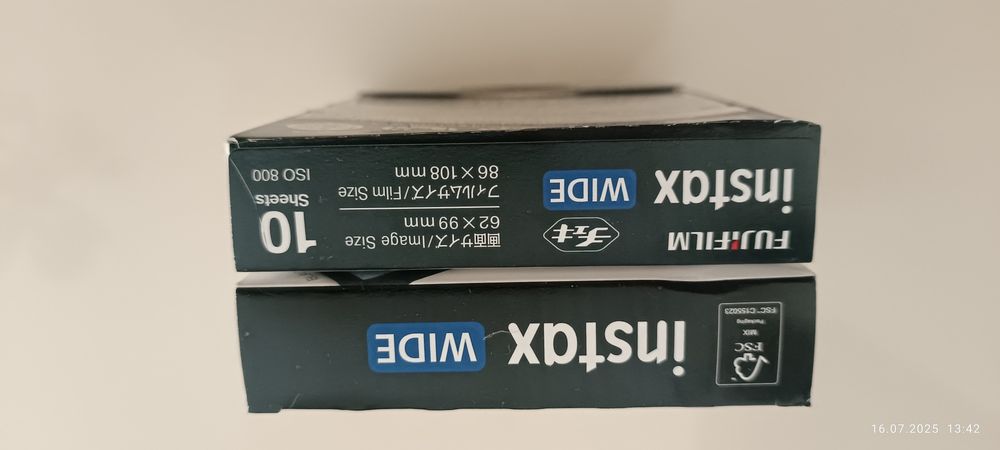 FSC
MIX
Packaging
FSC™ C155023
instax WIDE
FUJIFILM
instax WIDE
チェキ
画面サイズ/Image Size
62×99 mm
フィルムサイズ/Film Size
86×108 mm
10
Sheets
ISO 800
16.07.2025 13:42